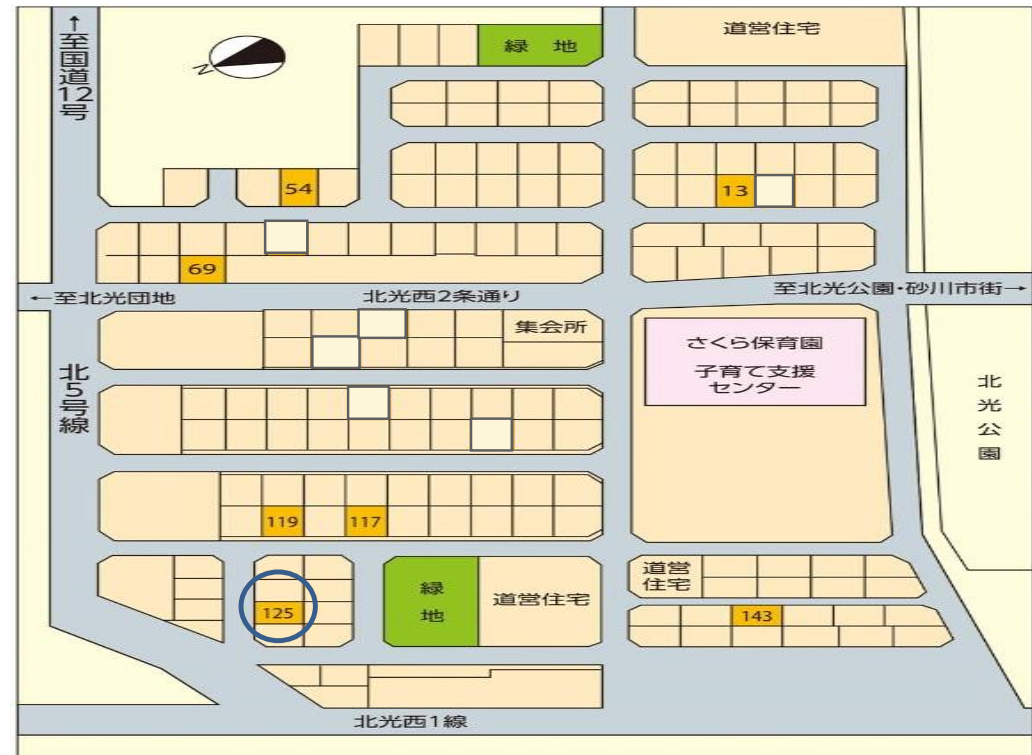 ↑至国道12号
緑 地
道営住宅
Z
54
13
69
←至北光団地
北光西2条通り
至北光公園・砂川市街→
集会所
さくら保育園
子育て支援
センター
北5号線
北光公園
119
117
125
緑地
道営住宅
道営
住宅
143
北光西1線